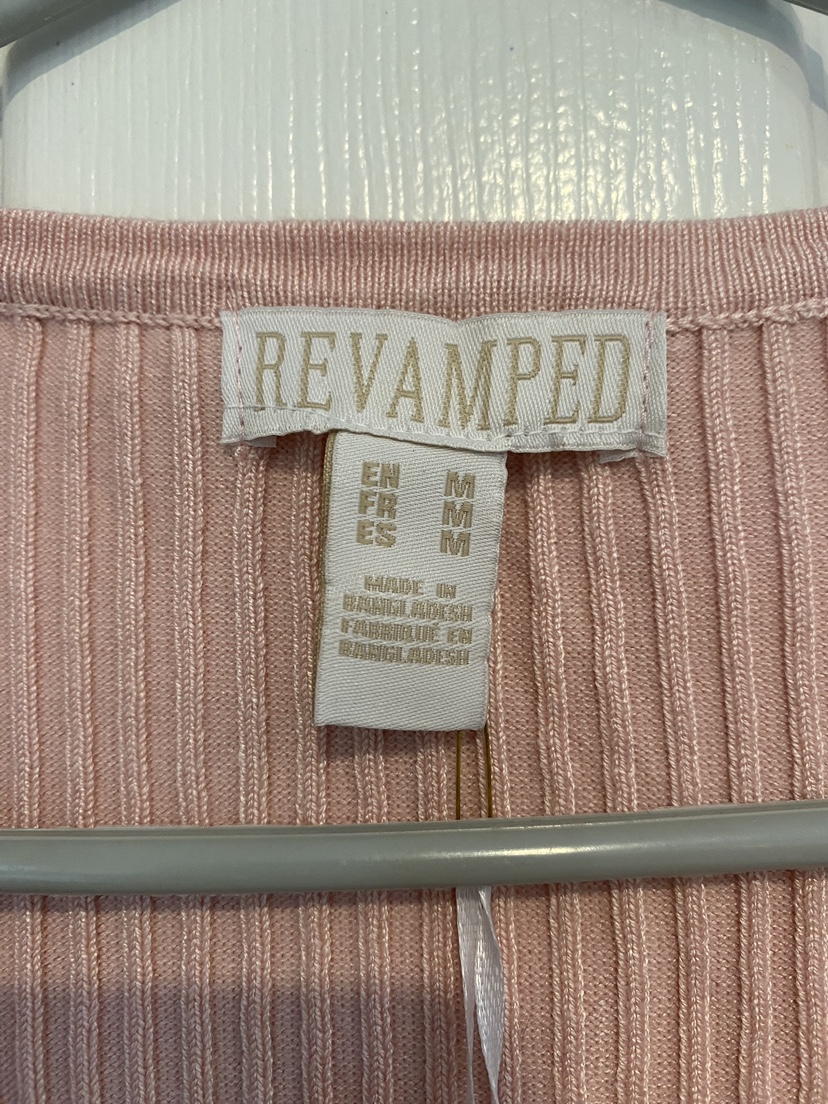 REVAMPED
EN M
FR M
ES M
MADE IN
BANGLADESH
FABRIQUÉ EN
BANGLADESH